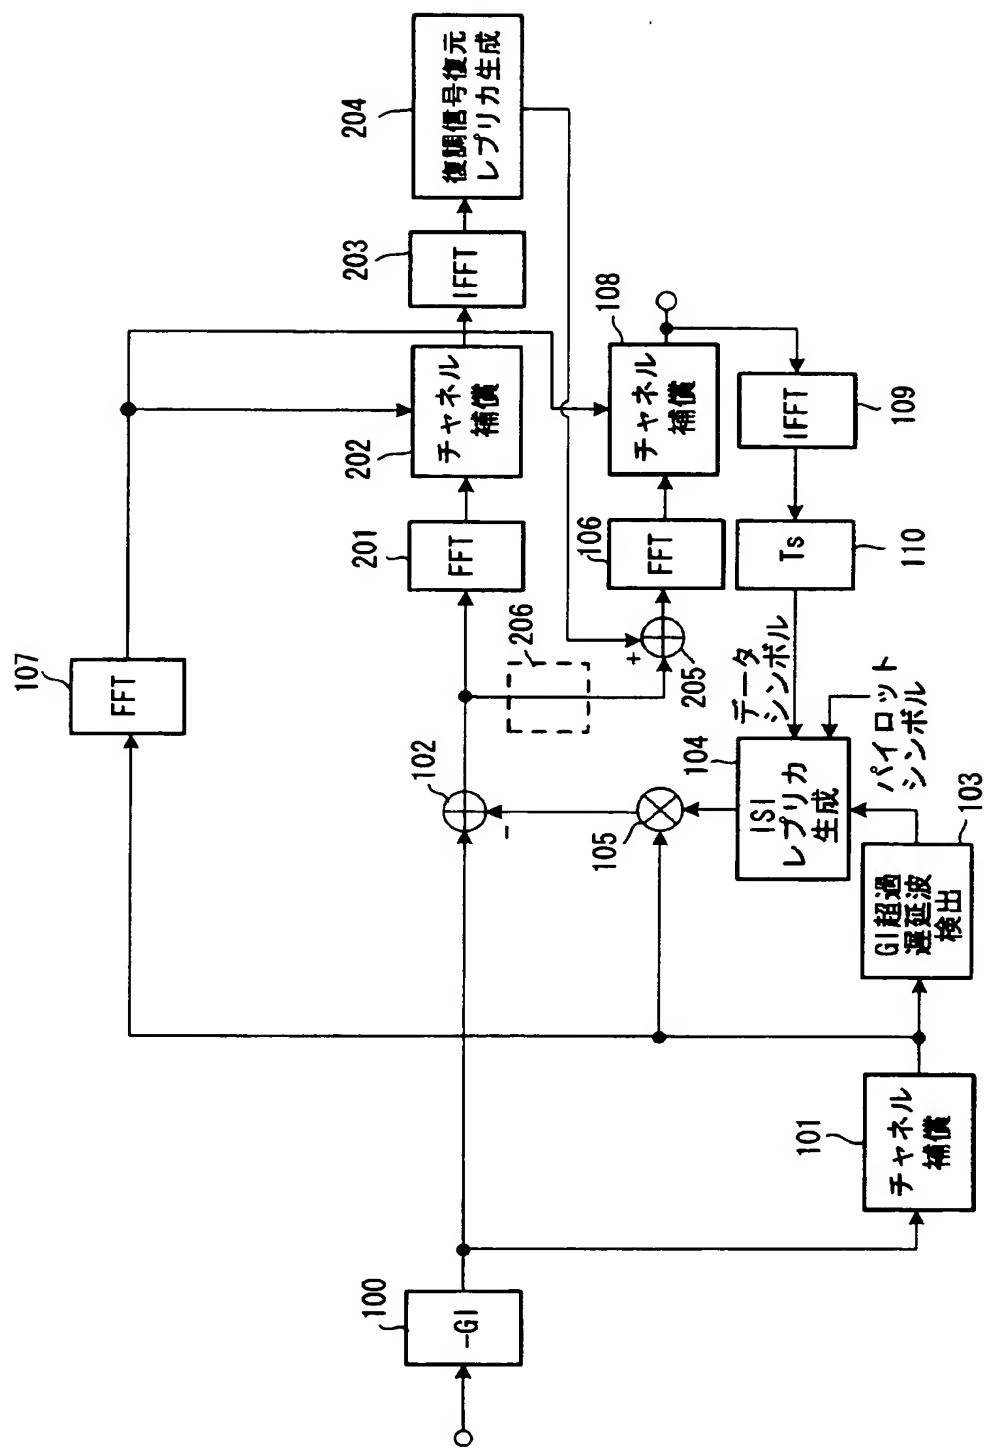 107
FFT
201
FFT
202
チャネル
補償
203
IFFT
204
復調信号復元
レプリカ生成
100
-GI
102
-
206
205
+
106
FFT
108
チャネル
補償
105
104
ISI
レプリカ
生成
データ
シンボル
Ts
110
IFFT
109
パイロット
シンボル
101
チャネル
補償
103
GI超過
遅延波
検出